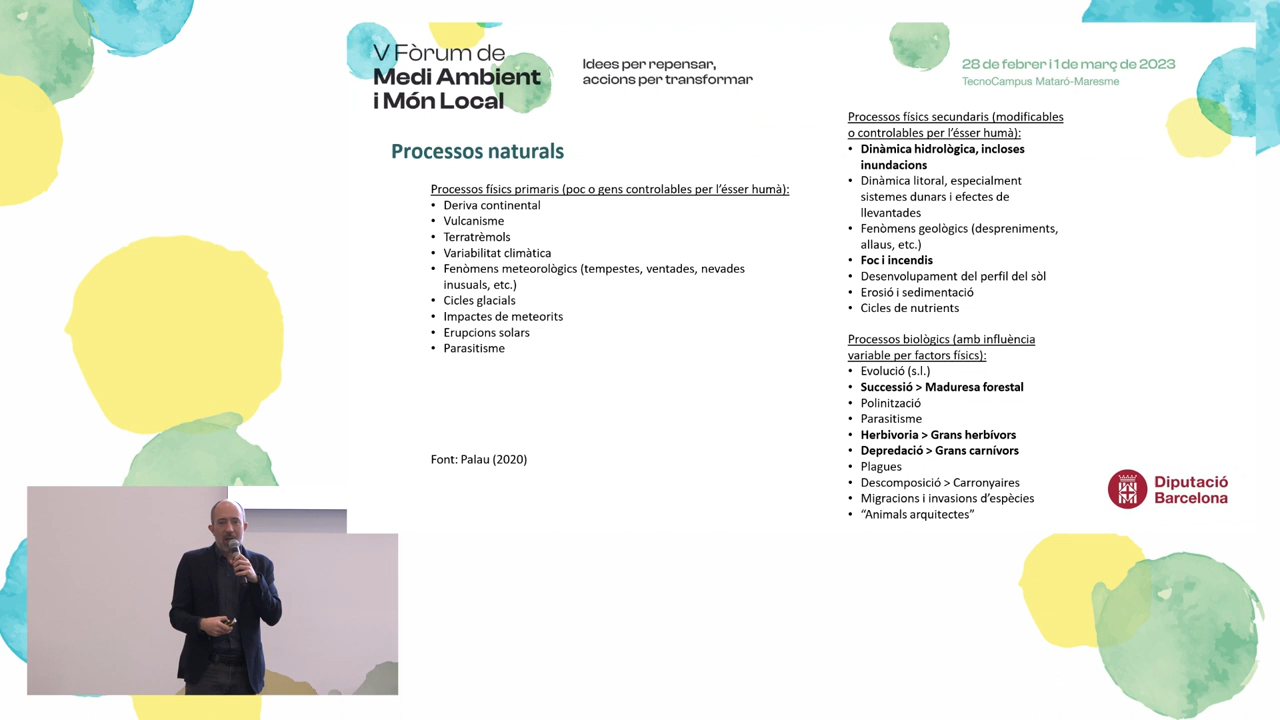 V Fòrum de
Medi Ambient
i Món Local
Idees per repensar,
accions per transformar
28 de febrer i 1 de març de 2023
TecnoCampus Mataró-Maresme
Processos naturals
Processos físics primaris (poc o gens controlables per l'ésser humà):
• Deriva continental
• Vulcanisme
• Terratrèmols
• Variabilitat climàtica
• Fenòmens meteorològics (tempestes, ventades, nevades
inusuals, etc.)
• Cicles glacials
• Impactes de meteorits
• Erupcions solars
• Parasitisme
Font: Palau (2020)
Processos físics secundaris (modificables
o controlables per l'ésser humà):
• Dinàmica hidrològica, incloses
inundacions
• Dinàmica litoral, especialment
sistemes dunars i efectes de
llevantades
• Fenòmens geològics (despreniments,
allaus, etc.)
• Foc i incendis
• Desenvolupament del perfil del sòl
• Erosió i sedimentació
• Cicles de nutrients
Processos biològics (amb influència
variable per factors físics):
• Evolució (s.l.)
• Successió > Maduresa forestal
• Polinització
• Parasitisme
• Herbivoria > Grans herbívors
• Depredació > Grans carnívors
• Plagues
• Descomposició > Carronyaires
• Migracions i invasions d'espècies
• "Animals arquitectes"
Diputació
Barcelona